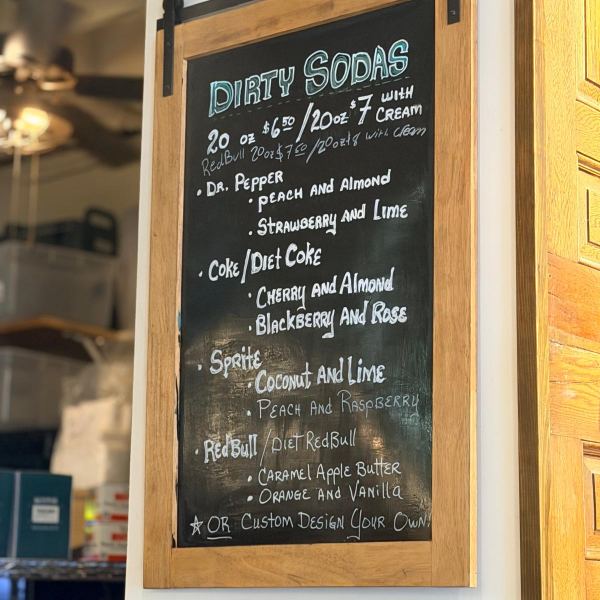 DIRTY SODAS
20 oz $6.50 / 20oz $7 WITH CREAM
RedBull 20oz $7.50 / 20oz $8 with cream
• DR. PEPPER
• PEACH AND ALMOND
• STRAWBERRY AND LIME
• COKE/DIET COKE
• CHERRY AND ALMOND
• BLACKBERRY AND ROSE
• SPRITE
• COCONUT AND LIME
• PEACH AND RASPBERRY
• REDBULL / DIET REDBULL
• CARAMEL APPLE BUTTER
• ORANGE AND VANILLA
☆ OR CUSTOM DESIGN YOUR OWN!